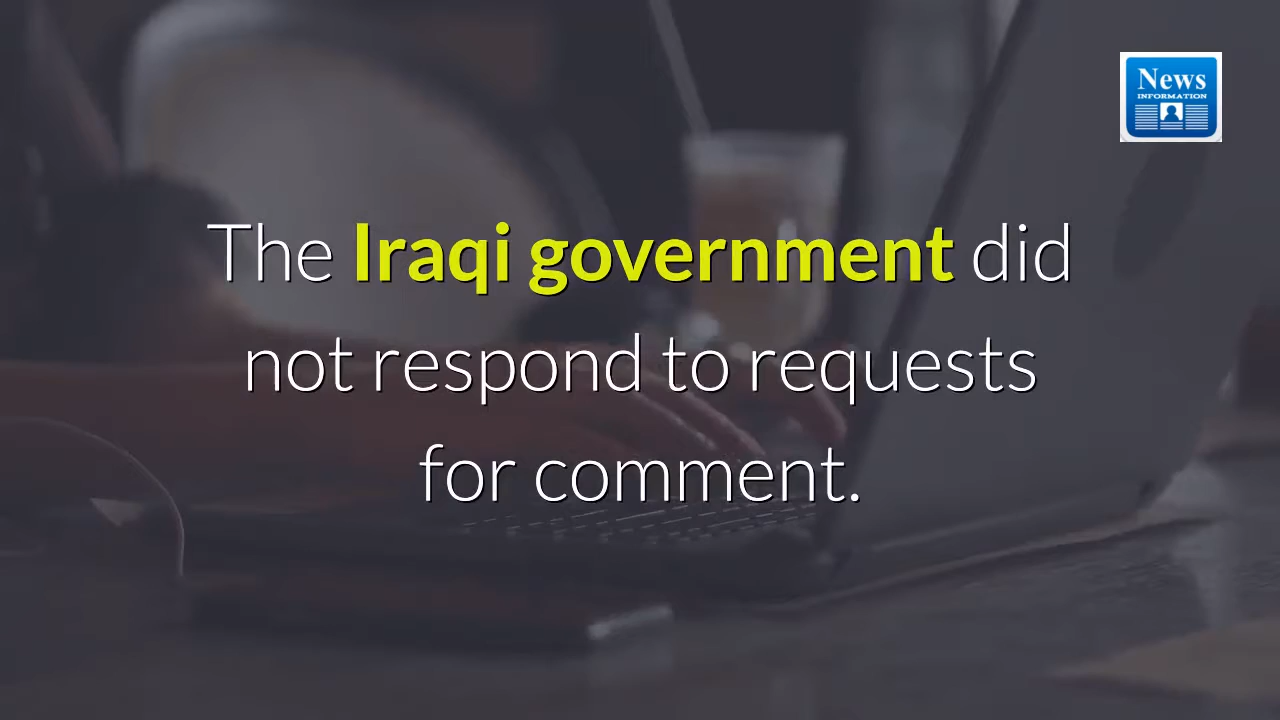 News
INFORMATION
The Iraqi government did
not respond to requests
for comment.